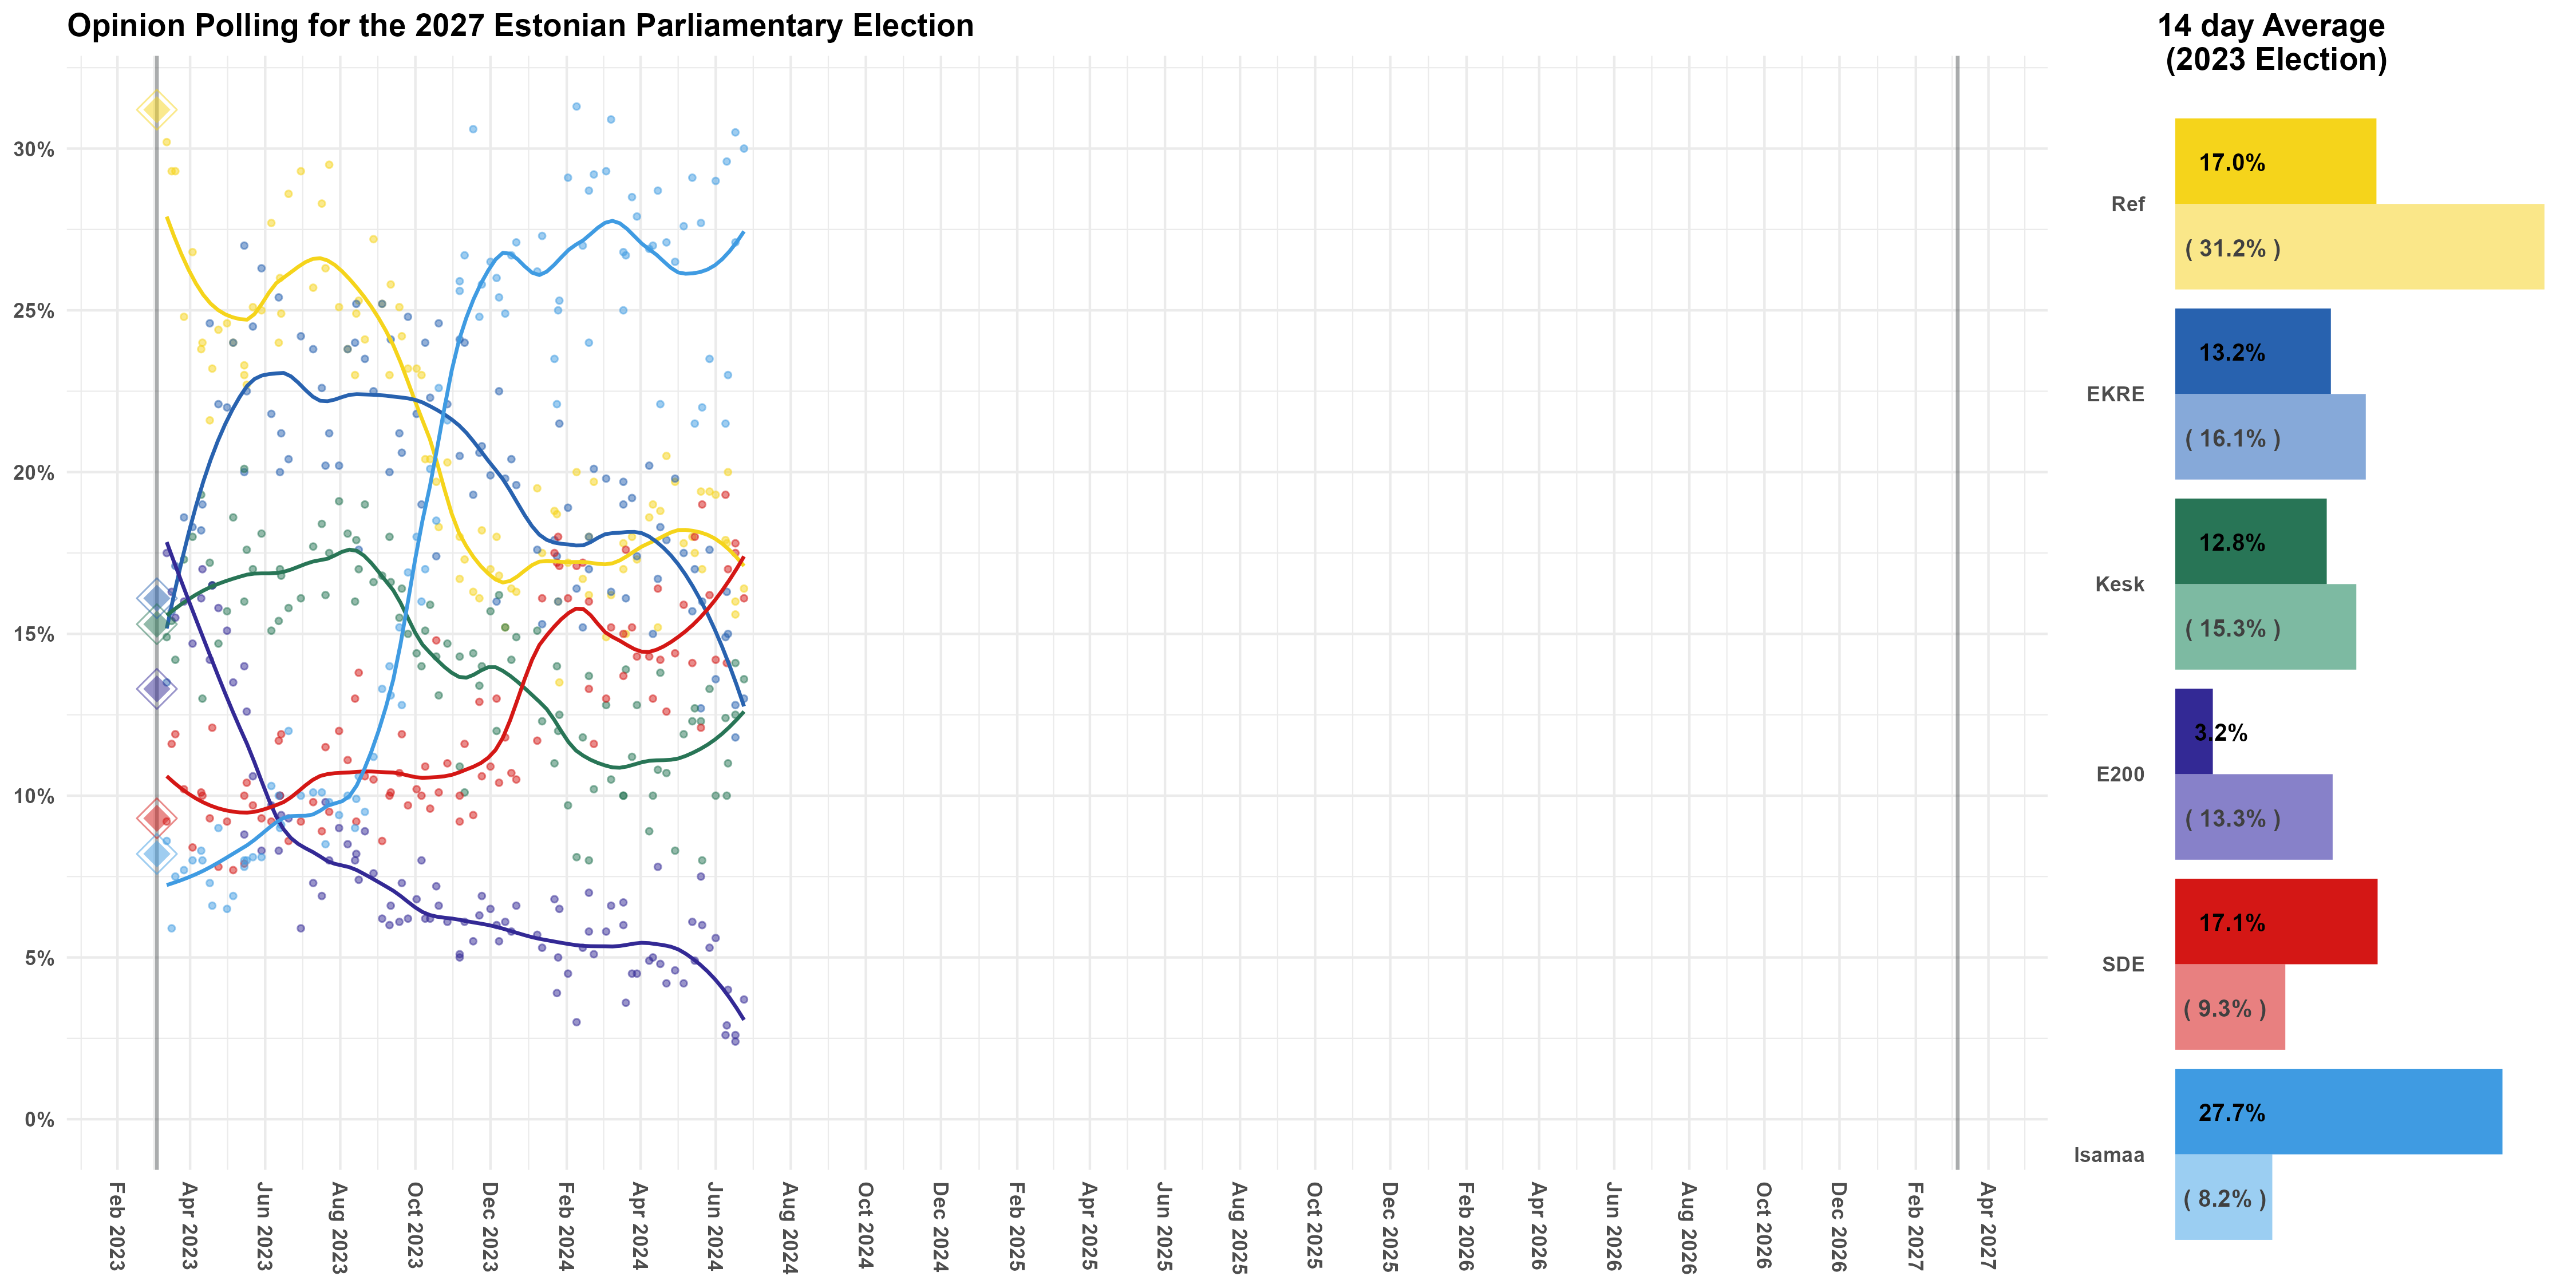 Opinion Polling for the 2027 Estonian Parliamentary Election
30%
25%
20%
15%
10%
5%
0%
Feb 2023
Apr 2023
Jun 2023
Aug 2023
Oct 2023
Dec 2023
Feb 2024
Apr 2024
Jun 2024
Aug 2024
Oct 2024
Dec 2024
Feb 2025
Apr 2025
Jun 2025
Aug 2025
Oct 2025
Dec 2025
Feb 2026
Apr 2026
Jun 2026
Aug 2026
Oct 2026
Dec 2026
Feb 2027
Apr 2027
14 day Average
(2023 Election)
Ref
17.0%
( 31.2% )
EKRE
13.2%
( 16.1% )
Kesk
12.8%
( 15.3% )
E200
3.2%
( 13.3% )
SDE
17.1%
( 9.3% )
Isamaa
27.7%
( 8.2% )